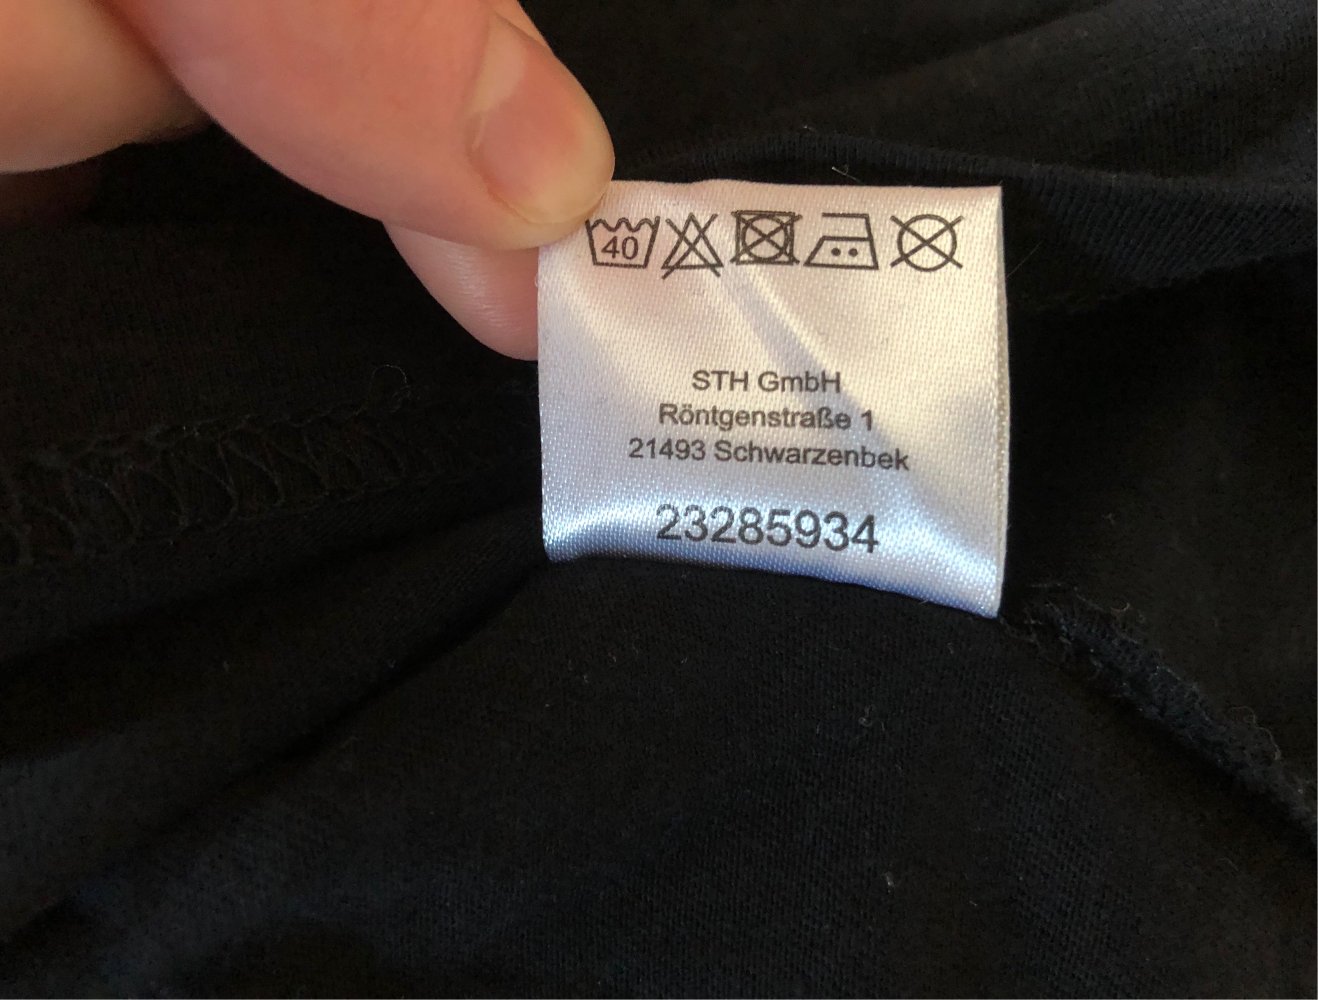 40
STH GmbH
Röntgenstraße 1
21493 Schwarzenbek
23285934